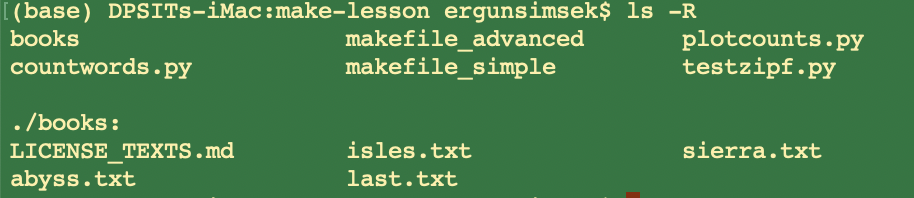 (base) DPSITs-iMac:make-lesson ergunsimsek$ ls -R
books makefile_advanced plotcounts.py
countwords.py makefile_simple testzipf.py
./books:
LICENSE_TEXTS.md isles.txt sierra.txt
abyss.txt last.txt